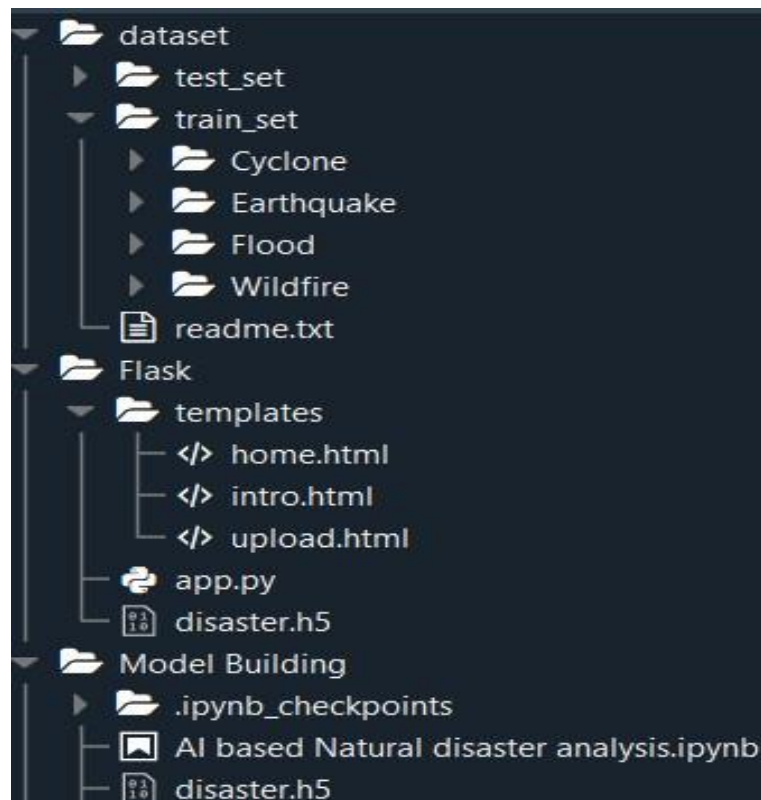 dataset
test_set
train_set
Cyclone
Earthquake
Flood
Wildfire
readme.txt
Flask
templates
</> home.html
</> intro.html
</> upload.html
app.py
disaster.h5
Model Building
.ipynb_checkpoints
AI based Natural disaster analysis.ipynb
disaster.h5